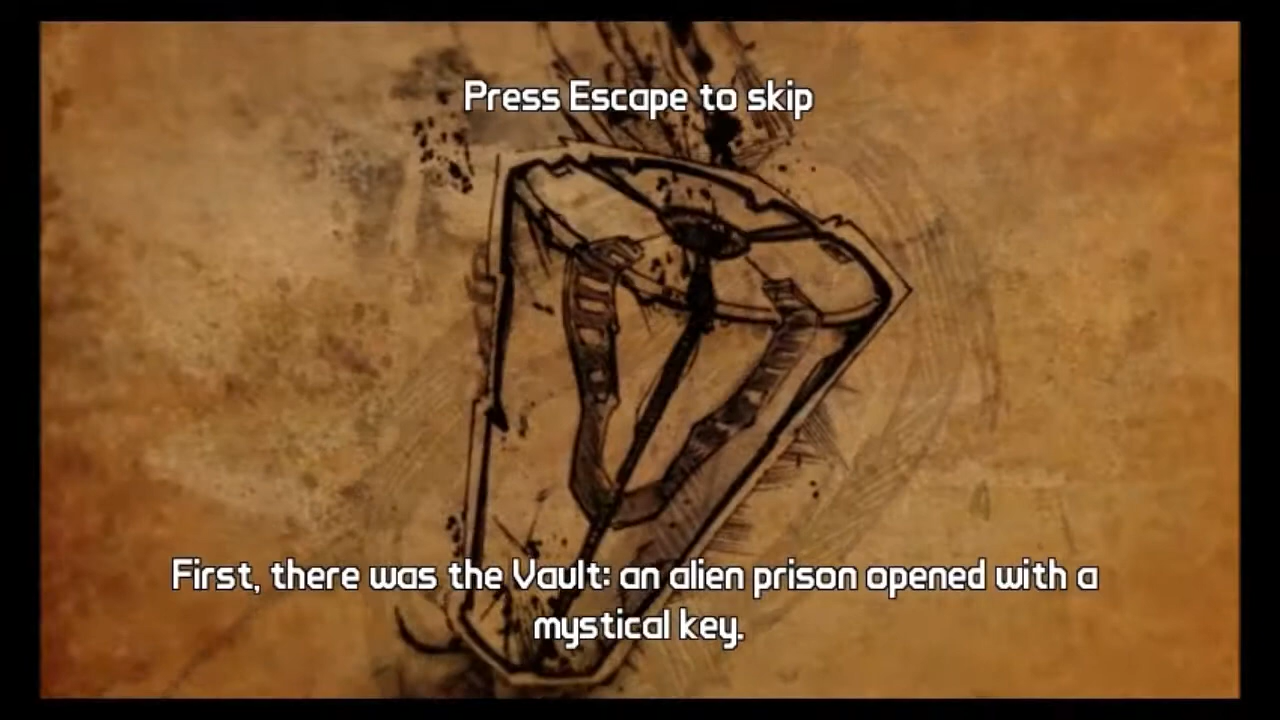 Press Escape to skip
First, there was the Vault: an alien prison opened with a
mystical key.